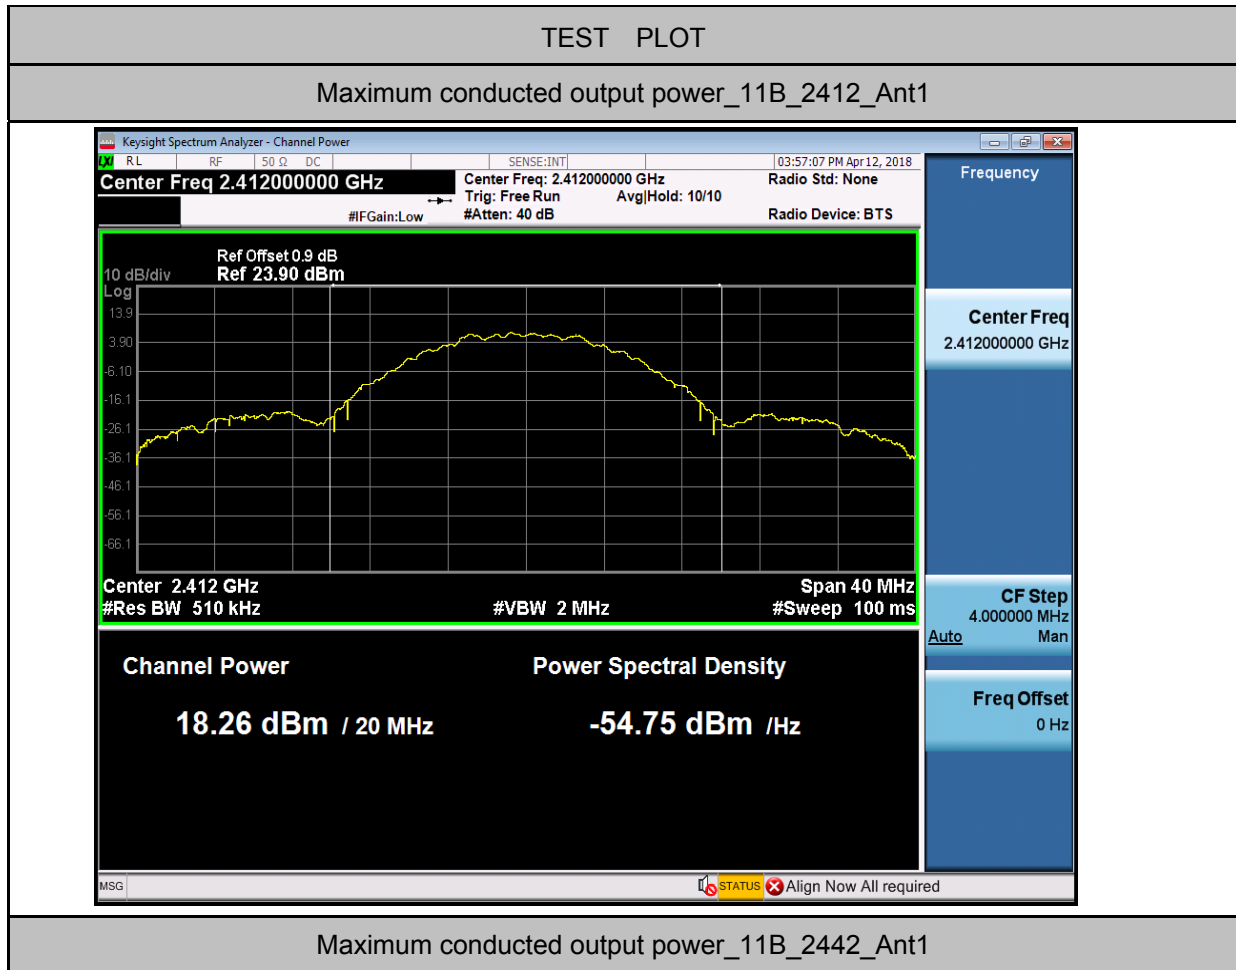 TEST PLOT
Maximum conducted output power_11B_2412_Ant1
Keysight Spectrum Analyzer - Channel Power
LXI RL RF 50 Ω DC SENSE:INT 03:57:07 PM Apr 12, 2018
Center Freq 2.412000000 GHz
Center Freq: 2.412000000 GHz
Radio Std: None
Trig: Free Run Avg|Hold: 10/10
#IFGain:Low
#Atten: 40 dB
Radio Device: BTS
Ref Offset 0.9 dB
10 dB/div Ref 23.90 dBm
Log
13.9
3.90
-6.10
-16.1
-26.1
-36.1
-46.1
-56.1
-66.1
Center 2.412 GHz Span 40 MHz
#Res BW 510 kHz #VBW 2 MHz #Sweep 100 ms
Channel Power Power Spectral Density
18.26 dBm / 20 MHz -54.75 dBm /Hz
Frequency
Center Freq
2.412000000 GHz
CF Step
4.000000 MHz
Auto Man
Freq Offset
0 Hz
MSG STATUS Align Now All required
Maximum conducted output power_11B_2442_Ant1